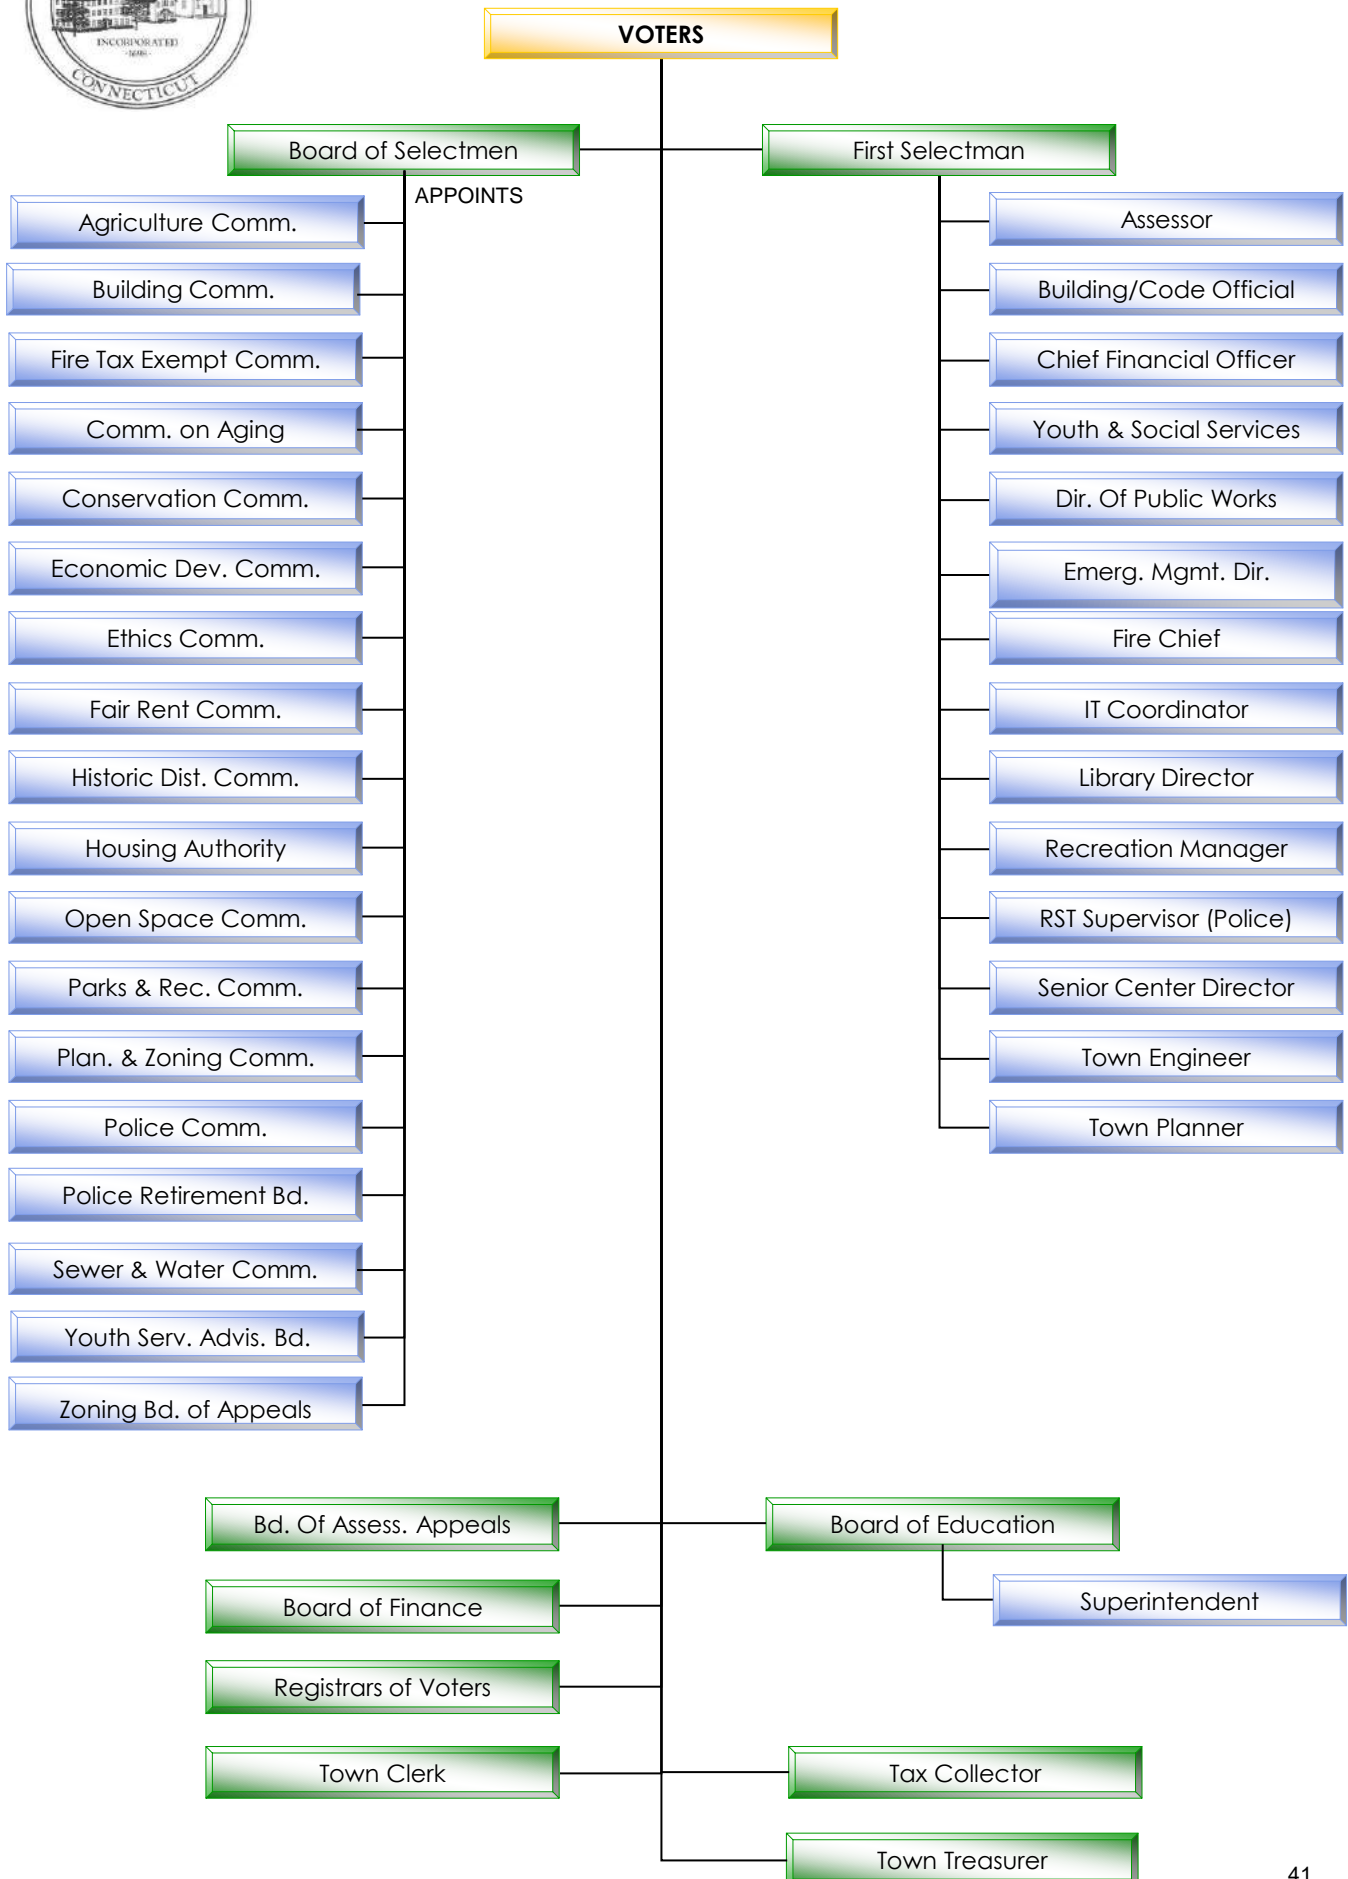 INCORPORATED
CONNECTICUT
VOTERS
Board of Selectmen
First Selectman
APPOINTS
Agriculture Comm.
Assessor
Building Comm.
Building/Code Official
Fire Tax Exempt Comm.
Chief Financial Officer
Comm. on Aging
Youth & Social Services
Conservation Comm.
Dir. Of Public Works
Economic Dev. Comm.
Emerg. Mgmt. Dir.
Ethics Comm.
Fire Chief
Fair Rent Comm.
IT Coordinator
Historic Dist. Comm.
Library Director
Housing Authority
Recreation Manager
Open Space Comm.
RST Supervisor (Police)
Parks & Rec. Comm.
Senior Center Director
Plan. & Zoning Comm.
Town Engineer
Police Comm.
Town Planner
Police Retirement Bd.
Sewer & Water Comm.
Youth Serv. Advis. Bd.
Zoning Bd. of Appeals
Bd. Of Assess. Appeals
Board of Education
Board of Finance
Superintendent
Registrars of Voters
Town Clerk
Tax Collector
Town Treasurer
41